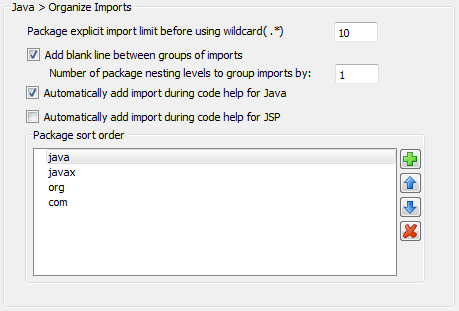 Java > Organize Imports
Package explicit import limit before using wildcard( .*)
10
Add blank line between groups of imports
Number of package nesting levels to group imports by:
1
Automatically add import during code help for Java
Automatically add import during code help for JSP
Package sort order
java
javax
org
com